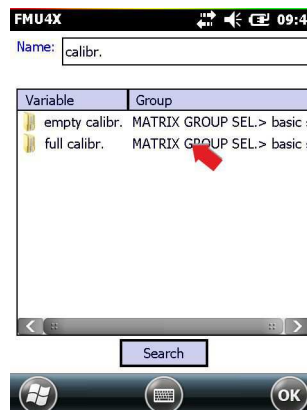 FMU4X 09:4
Name: calibr.
Variable Group
empty calibr. MATRIX GROUP SEL.> basic
full calibr. MATRIX GROUP SEL.> basic
Search
OK